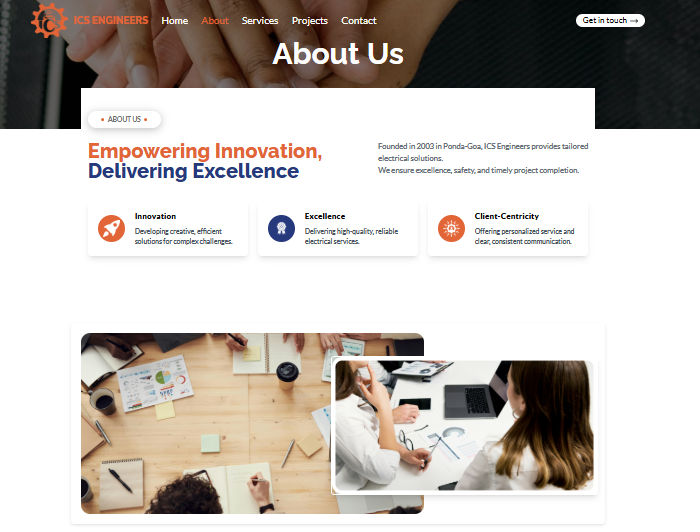 ICS ENGINEERS
Home About Services Projects Contact
Get in touch →
About Us
• ABOUT US •
Empowering Innovation,
Delivering Excellence
Founded in 2003 in Ponda-Goa, ICS Engineers provides tailored
electrical solutions.
We ensure excellence, safety, and timely project completion.
Innovation
Developing creative, efficient
solutions for complex challenges.
Excellence
Delivering high-quality, reliable
electrical services.
Client-Centricity
Offering personalized service and
clear, consistent communication.